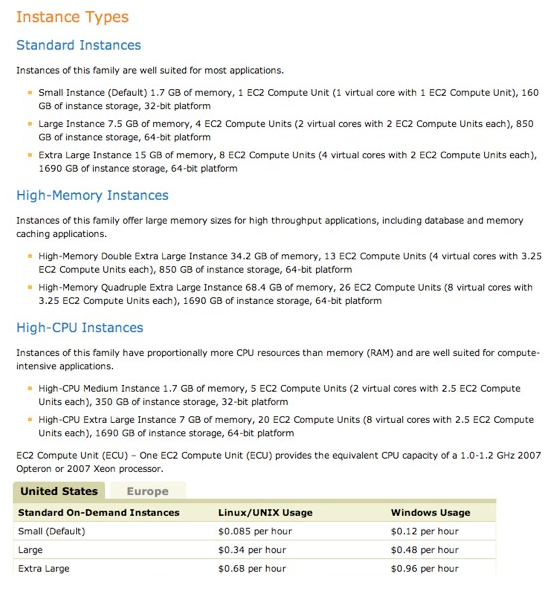 Instance Types
Standard Instances
Instances of this family are well suited for most applications.
Small Instance (Default) 1.7 GB of memory, 1 EC2 Compute Unit (1 virtual core with 1 EC2 Compute Unit), 160
GB of instance storage, 32-bit platform
Large Instance 7.5 GB of memory, 4 EC2 Compute Units (2 virtual cores with 2 EC2 Compute Units each), 850
GB of instance storage, 64-bit platform
Extra Large Instance 15 GB of memory, 8 EC2 Compute Units (4 virtual cores with 2 EC2 Compute Units each),
1690 GB of instance storage, 64-bit platform
High-Memory Instances
Instances of this family offer large memory sizes for high throughput applications, including database and memory
caching applications.
High-Memory Double Extra Large Instance 34.2 GB of memory, 13 EC2 Compute Units (4 virtual cores with 3.25
EC2 Compute Units each), 850 GB of instance storage, 64-bit platform
High-Memory Quadruple Extra Large Instance 68.4 GB of memory, 26 EC2 Compute Units (8 virtual cores with
3.25 EC2 Compute Units each), 1690 GB of instance storage, 64-bit platform
High-CPU Instances
Instances of this family have proportionally more CPU resources than memory (RAM) and are well suited for compute-
intensive applications.
High-CPU Medium Instance 1.7 GB of memory, 5 EC2 Compute Units (2 virtual cores with 2.5 EC2 Compute
Units each), 350 GB of instance storage, 32-bit platform
High-CPU Extra Large Instance 7 GB of memory, 20 EC2 Compute Units (8 virtual cores with 2.5 EC2 Compute
Units each), 1690 GB of instance storage, 64-bit platform
EC2 Compute Unit (ECU) – One EC2 Compute Unit (ECU) provides the equivalent CPU capacity of a 1.0-1.2 GHz 2007
Opteron or 2007 Xeon processor.
United States Europe
Standard On-Demand Instances Linux/UNIX Usage Windows Usage
Small (Default) $0.085 per hour $0.12 per hour
Large $0.34 per hour $0.48 per hour
Extra Large $0.68 per hour $0.96 per hour